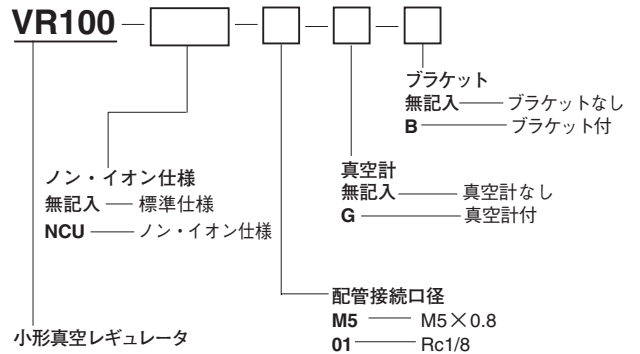 VR100
ブラケット
無記入 ブラケットなし
B ブラケット付
真空計
無記入 真空計なし
G 真空計付
ノン・イオン仕様
無記入 標準仕様
NCU ノン・イオン仕様
配管接続口径
M5 M5×0.8
01 Rc1/8
小形真空レギュレータ